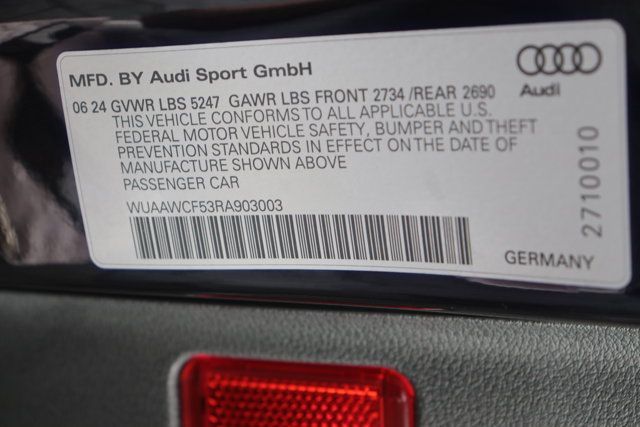 MFD. BY Audi Sport GmbH
06 24 GVWR LBS 5247 GAWR LBS FRONT 2734 /REAR 2690
THIS VEHICLE CONFORMS TO ALL APPLICABLE U.S.
FEDERAL MOTOR VEHICLE SAFETY, BUMPER AND THEFT
PREVENTION STANDARDS IN EFFECT ON THE DATE OF
MANUFACTURE SHOWN ABOVE
PASSENGER CAR
WUAAWCF53RA903003
Audi
2710010
GERMANY